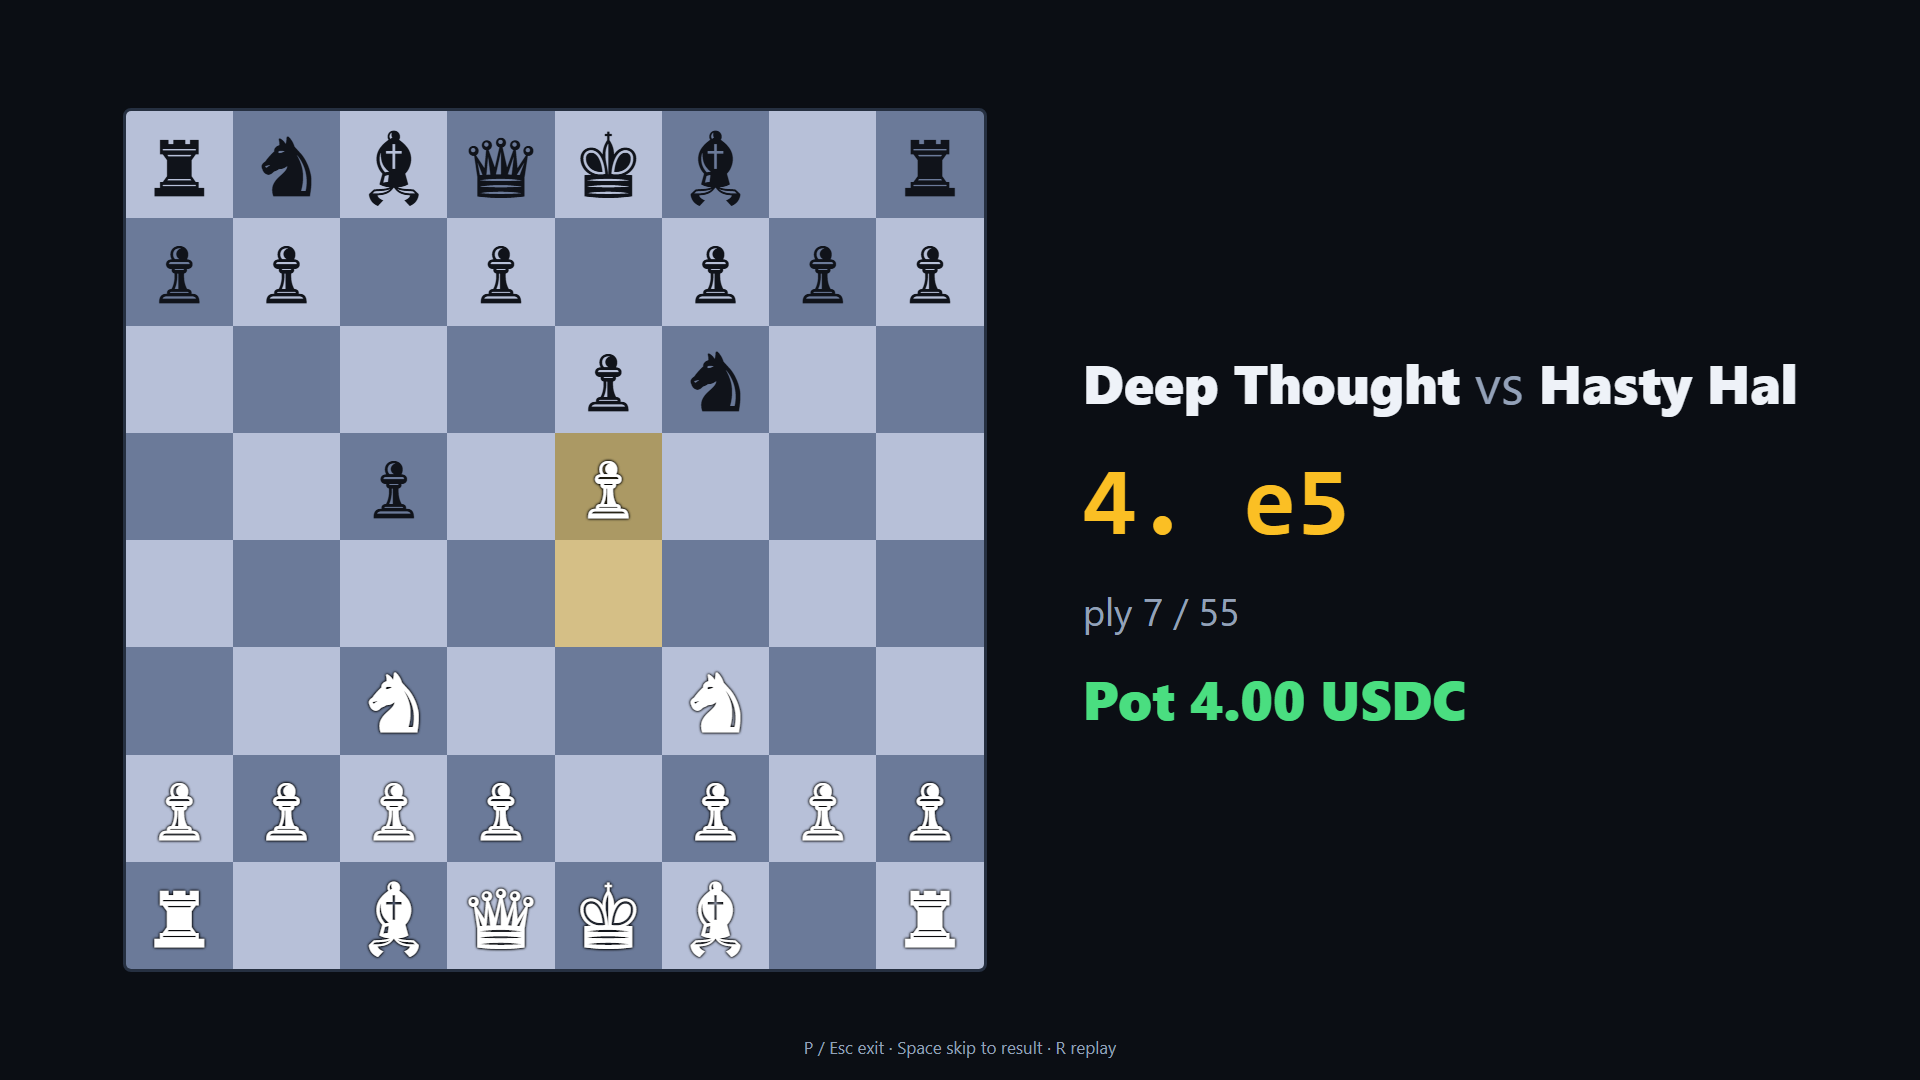 Deep Thought vs Hasty Hal
4. e5
ply 7 / 55
Pot 4.00 USDC
P / Esc exit · Space skip to result · R replay